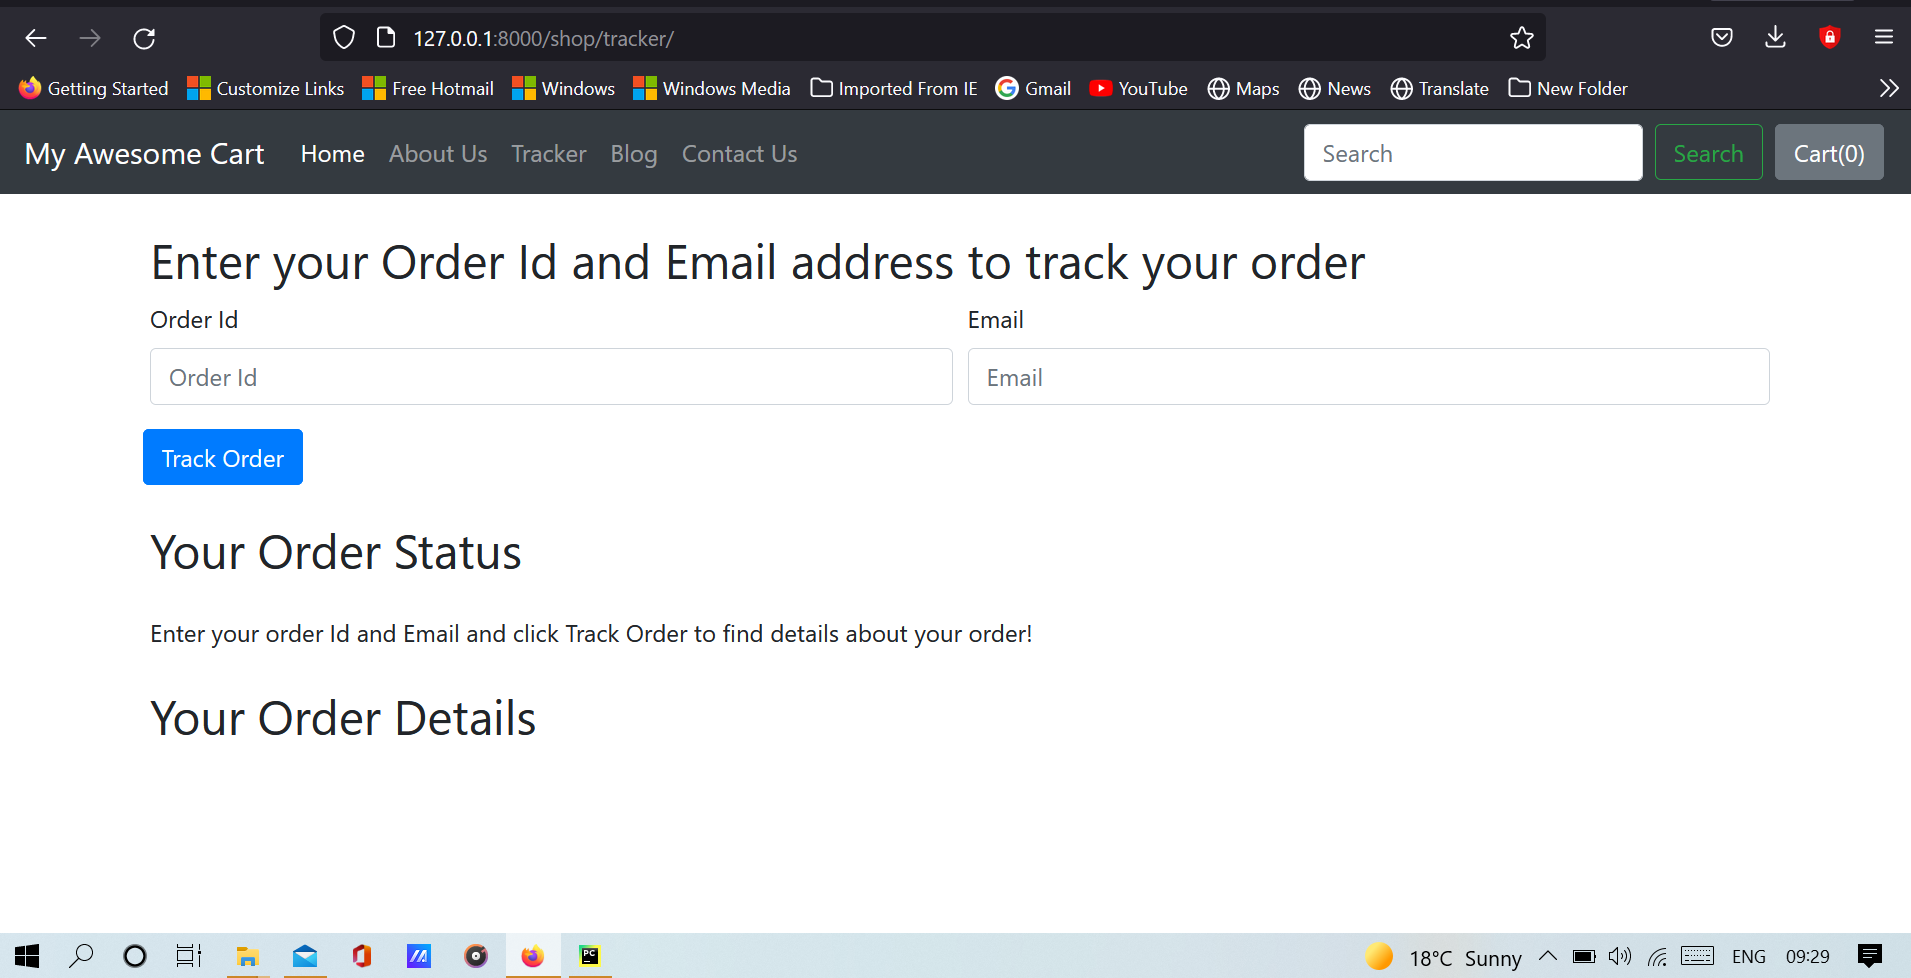 127.0.0.1:8000/shop/tracker/
Getting Started Customize Links Free Hotmail Windows Windows Media Imported From IE Gmail YouTube Maps News Translate New Folder
My Awesome Cart Home About Us Tracker Blog Contact Us Search Search Cart(0)
Enter your Order Id and Email address to track your order
Order Id Email
Order Id Email
Track Order
Your Order Status
Enter your order Id and Email and click Track Order to find details about your order!
Your Order Details
PC 18°C Sunny ENG 09:29